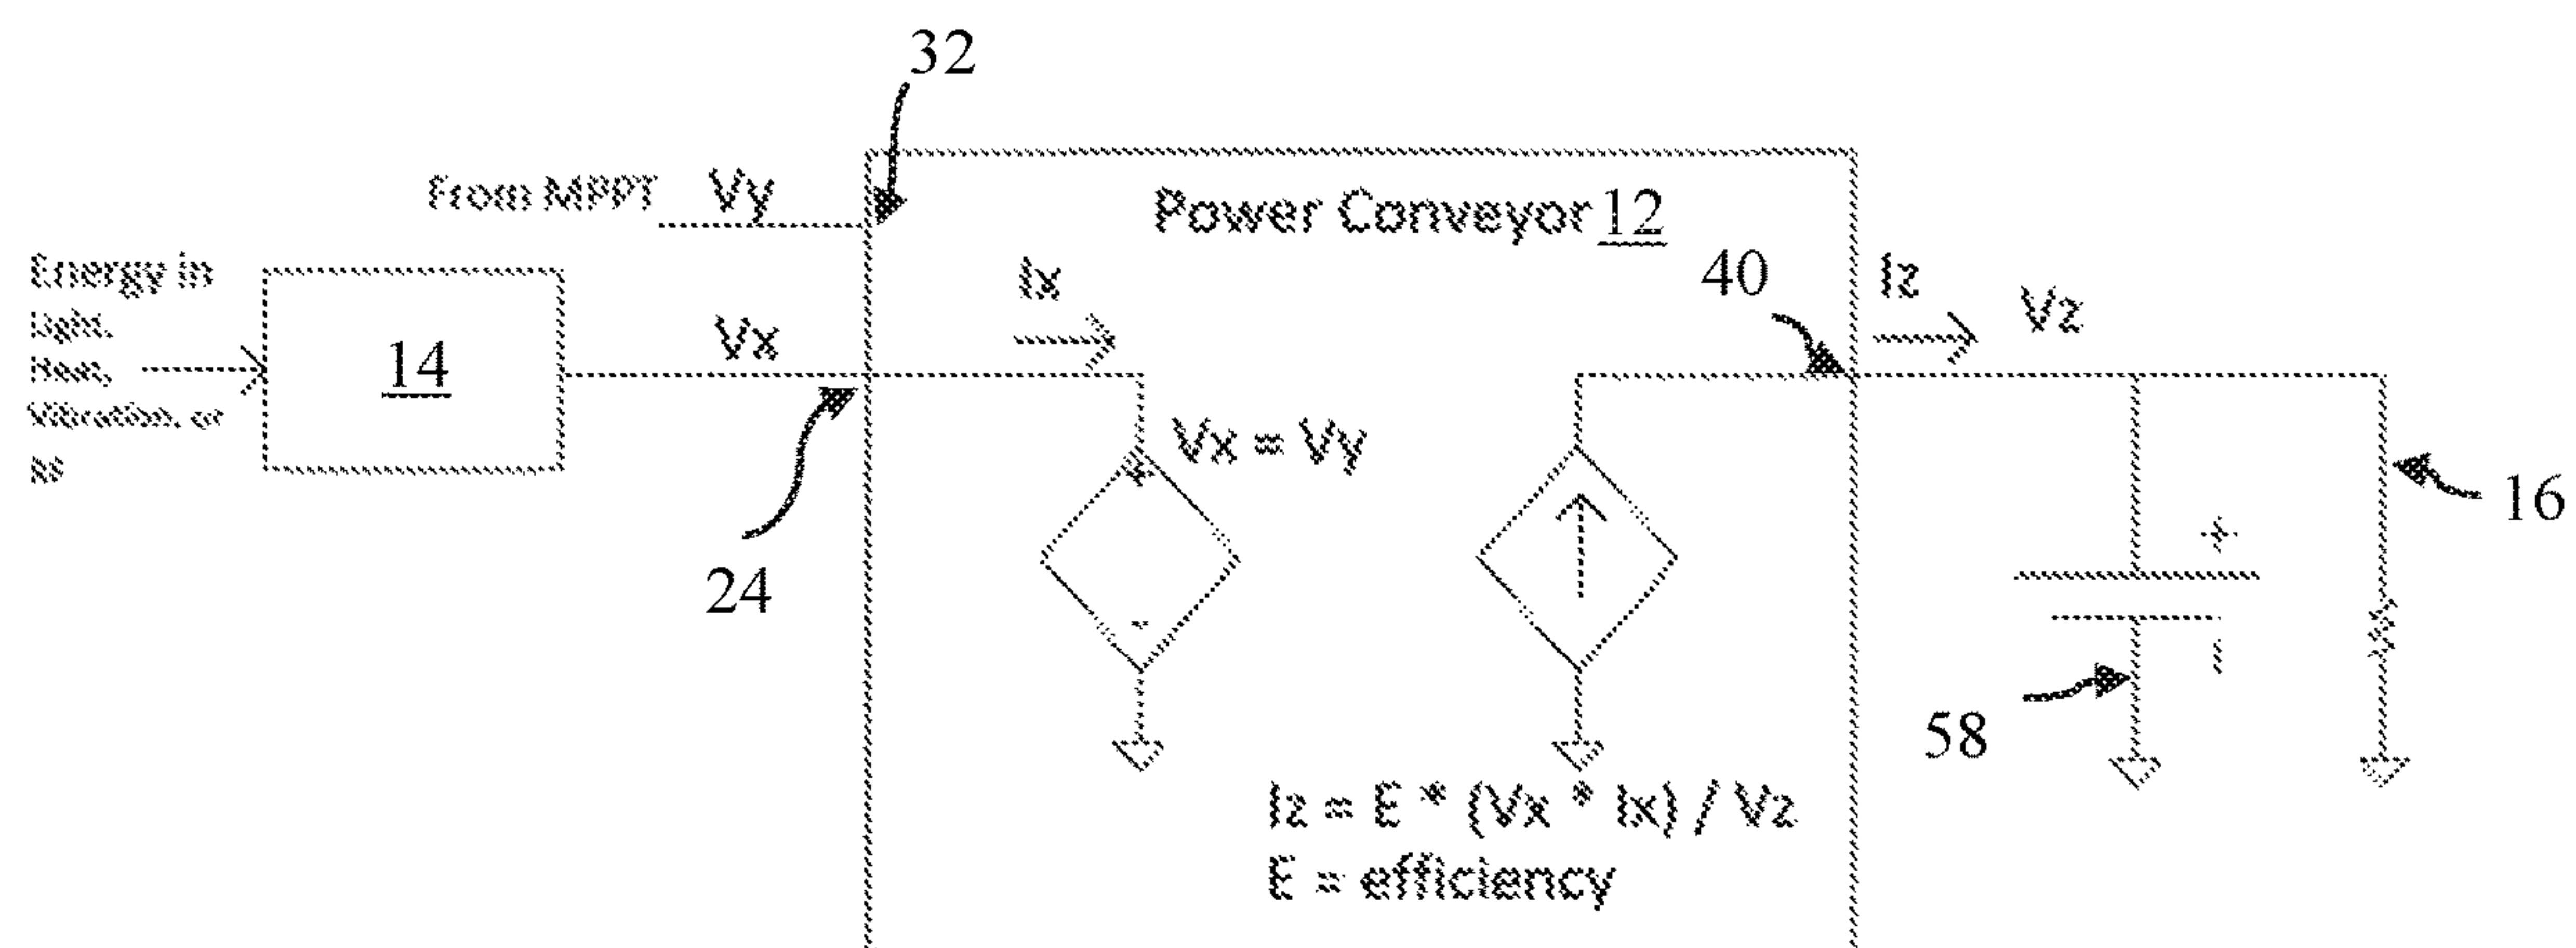 32
From MPPT
Vy
Power Conveyor 12
Energy in
Light,
Heat,
Vibration, or
14
Vx
Ix
40
Iz
Vz
Vx = Vy
+
-
24
+
16
58
Iz = E * (Vx * Ix) / Vz
E = efficiency